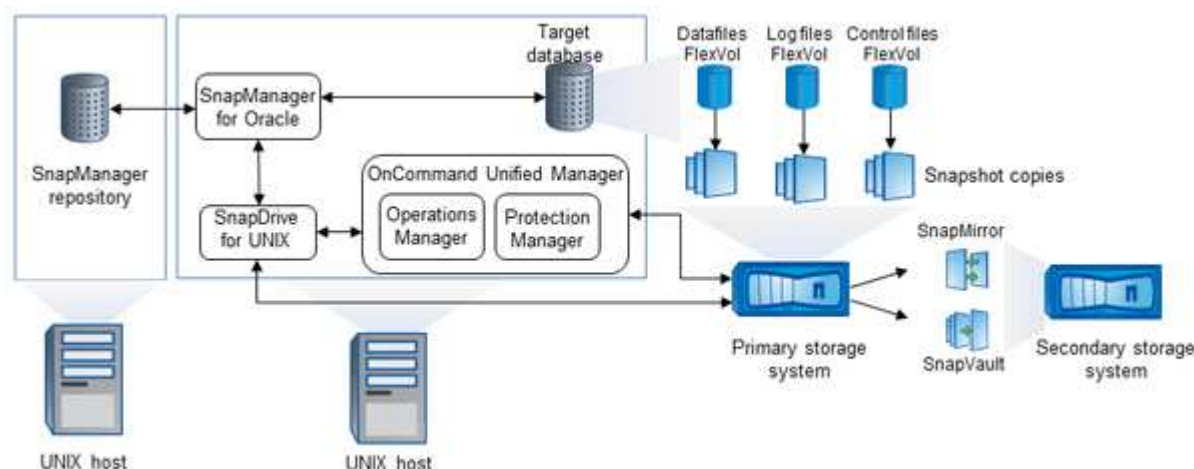 Target
database
Datafiles
FlexVol
Log files
FlexVol
Control files
FlexVol
SnapManager
for Oracle
SnapManager
repository
OnCommand Unified Manager
Operations
Manager
Protection
Manager
SnapDrive
for UNIX
Snapshot copies
SnapMirror
SnapVault
Primary storage
system
Secondary storage
system
UNIX host
UNIX host
n